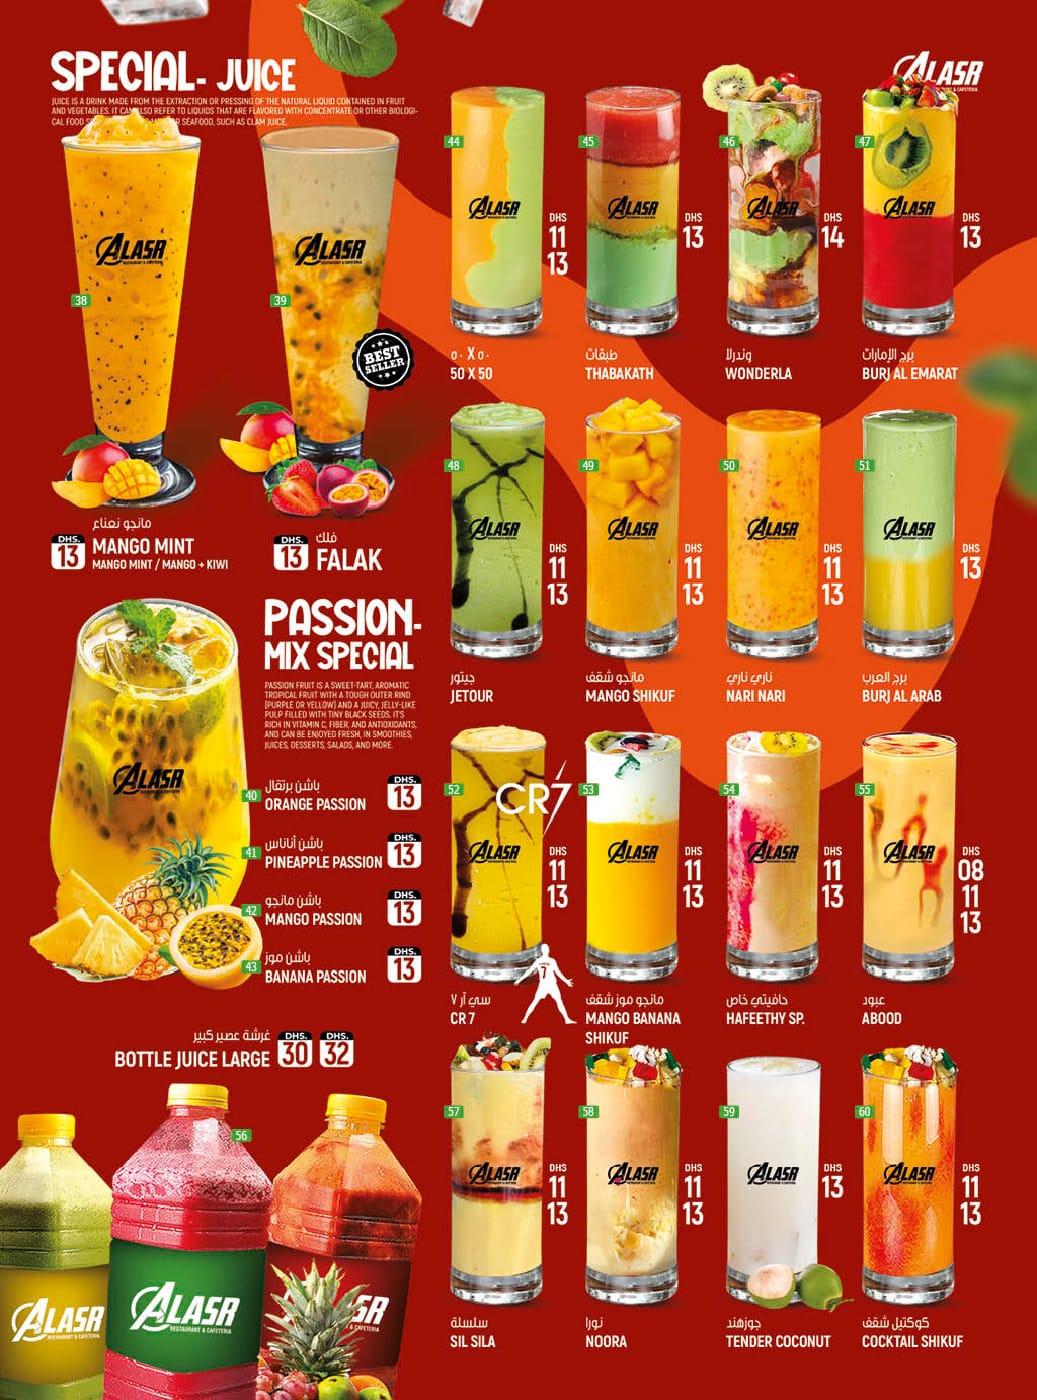 SPECIAL- JUICE
JUICE IS A DRINK MADE FROM THE EXTRACTION OR PRESSING OF THE NATURAL LIQUID CONTAINED IN FRUIT
AND VEGETABLES. IT CAN ALSO REFER TO LIQUIDS THAT ARE FLAVORED WITH CONCENTRATE OR OTHER BIOLOGI-
CAL FOOD SEAFOOD, SUCH AS CLAM JUICE.
ALASR
RESTAURANT & CAFETERIA
38
ALASR
RESTAURANT & CAFETERIA
39
BEST
SELLER
مانجو نعناع
DHS.
13
MANGO MINT
MANGO MINT / MANGO + KIWI
فلك
DHS.
13
FALAK
PASSION-
MIX SPECIAL
PASSION FRUIT IS A SWEET-TART, AROMATIC
TROPICAL FRUIT WITH A TOUGH OUTER RIND
(PURPLE OR YELLOW) AND A JUICY, JELLY-LIKE
PULP FILLED WITH TINY BLACK SEEDS. IT'S
RICH IN VITAMIN C, FIBER, AND ANTIOXIDANTS,
AND CAN BE ENJOYED FRESH, IN SMOOTHIES,
JUICES, DESSERTS, SALADS, AND MORE.
ALASR
40
باشن برتقال
ORANGE PASSION
DHS.
13
41
باشن أناناس
PINEAPPLE PASSION
DHS.
13
42
باشن مانجو
MANGO PASSION
DHS.
13
43
باشن موز
BANANA PASSION
DHS.
13
غرشة عصير كبير
BOTTLE JUICE LARGE
DHS.
30
DHS.
32
56
ALASR
ALASR
RESTAURANT & CAFETERIA
ASR
CAFETERIA
ALASR
44
ALASR
DHS
11
13
٥٠ X ٥٠
50 X 50
45
ALASR
DHS
13
طبقات
THABAKATH
46
ALASR
DHS
14
وندرلا
WONDERLA
47
ALASR
DHS
13
برج الإمارات
BURJ AL EMARAT
48
ALASR
DHS
11
13
جيتور
JETOUR
49
ALASR
DHS
11
13
مانجو شقف
MANGO SHIKUF
50
ALASR
DHS
11
13
ناري ناري
NARI NARI
51
ALASR
DHS
13
برج العرب
BURJ AL ARAB
52
CR7
ALASR
DHS
11
13
7
سي آر ٧
CR 7
53
ALASR
DHS
11
13
مانجو موز شقف
MANGO BANANA
SHIKUF
54
ALASR
DHS
11
13
حافيتي خاص
HAFEETHY SP.
55
ALASR
DHS
08
11
13
عبود
ABOOD
57
ALASR
DHS
11
13
سلسلة
SIL SILA
58
ALASR
DHS
11
13
نورا
NOORA
59
ALASR
DHS
13
جوزهند
TENDER COCONUT
60
ALASR
DHS
11
13
كوكتيل شقف
COCKTAIL SHIKUF